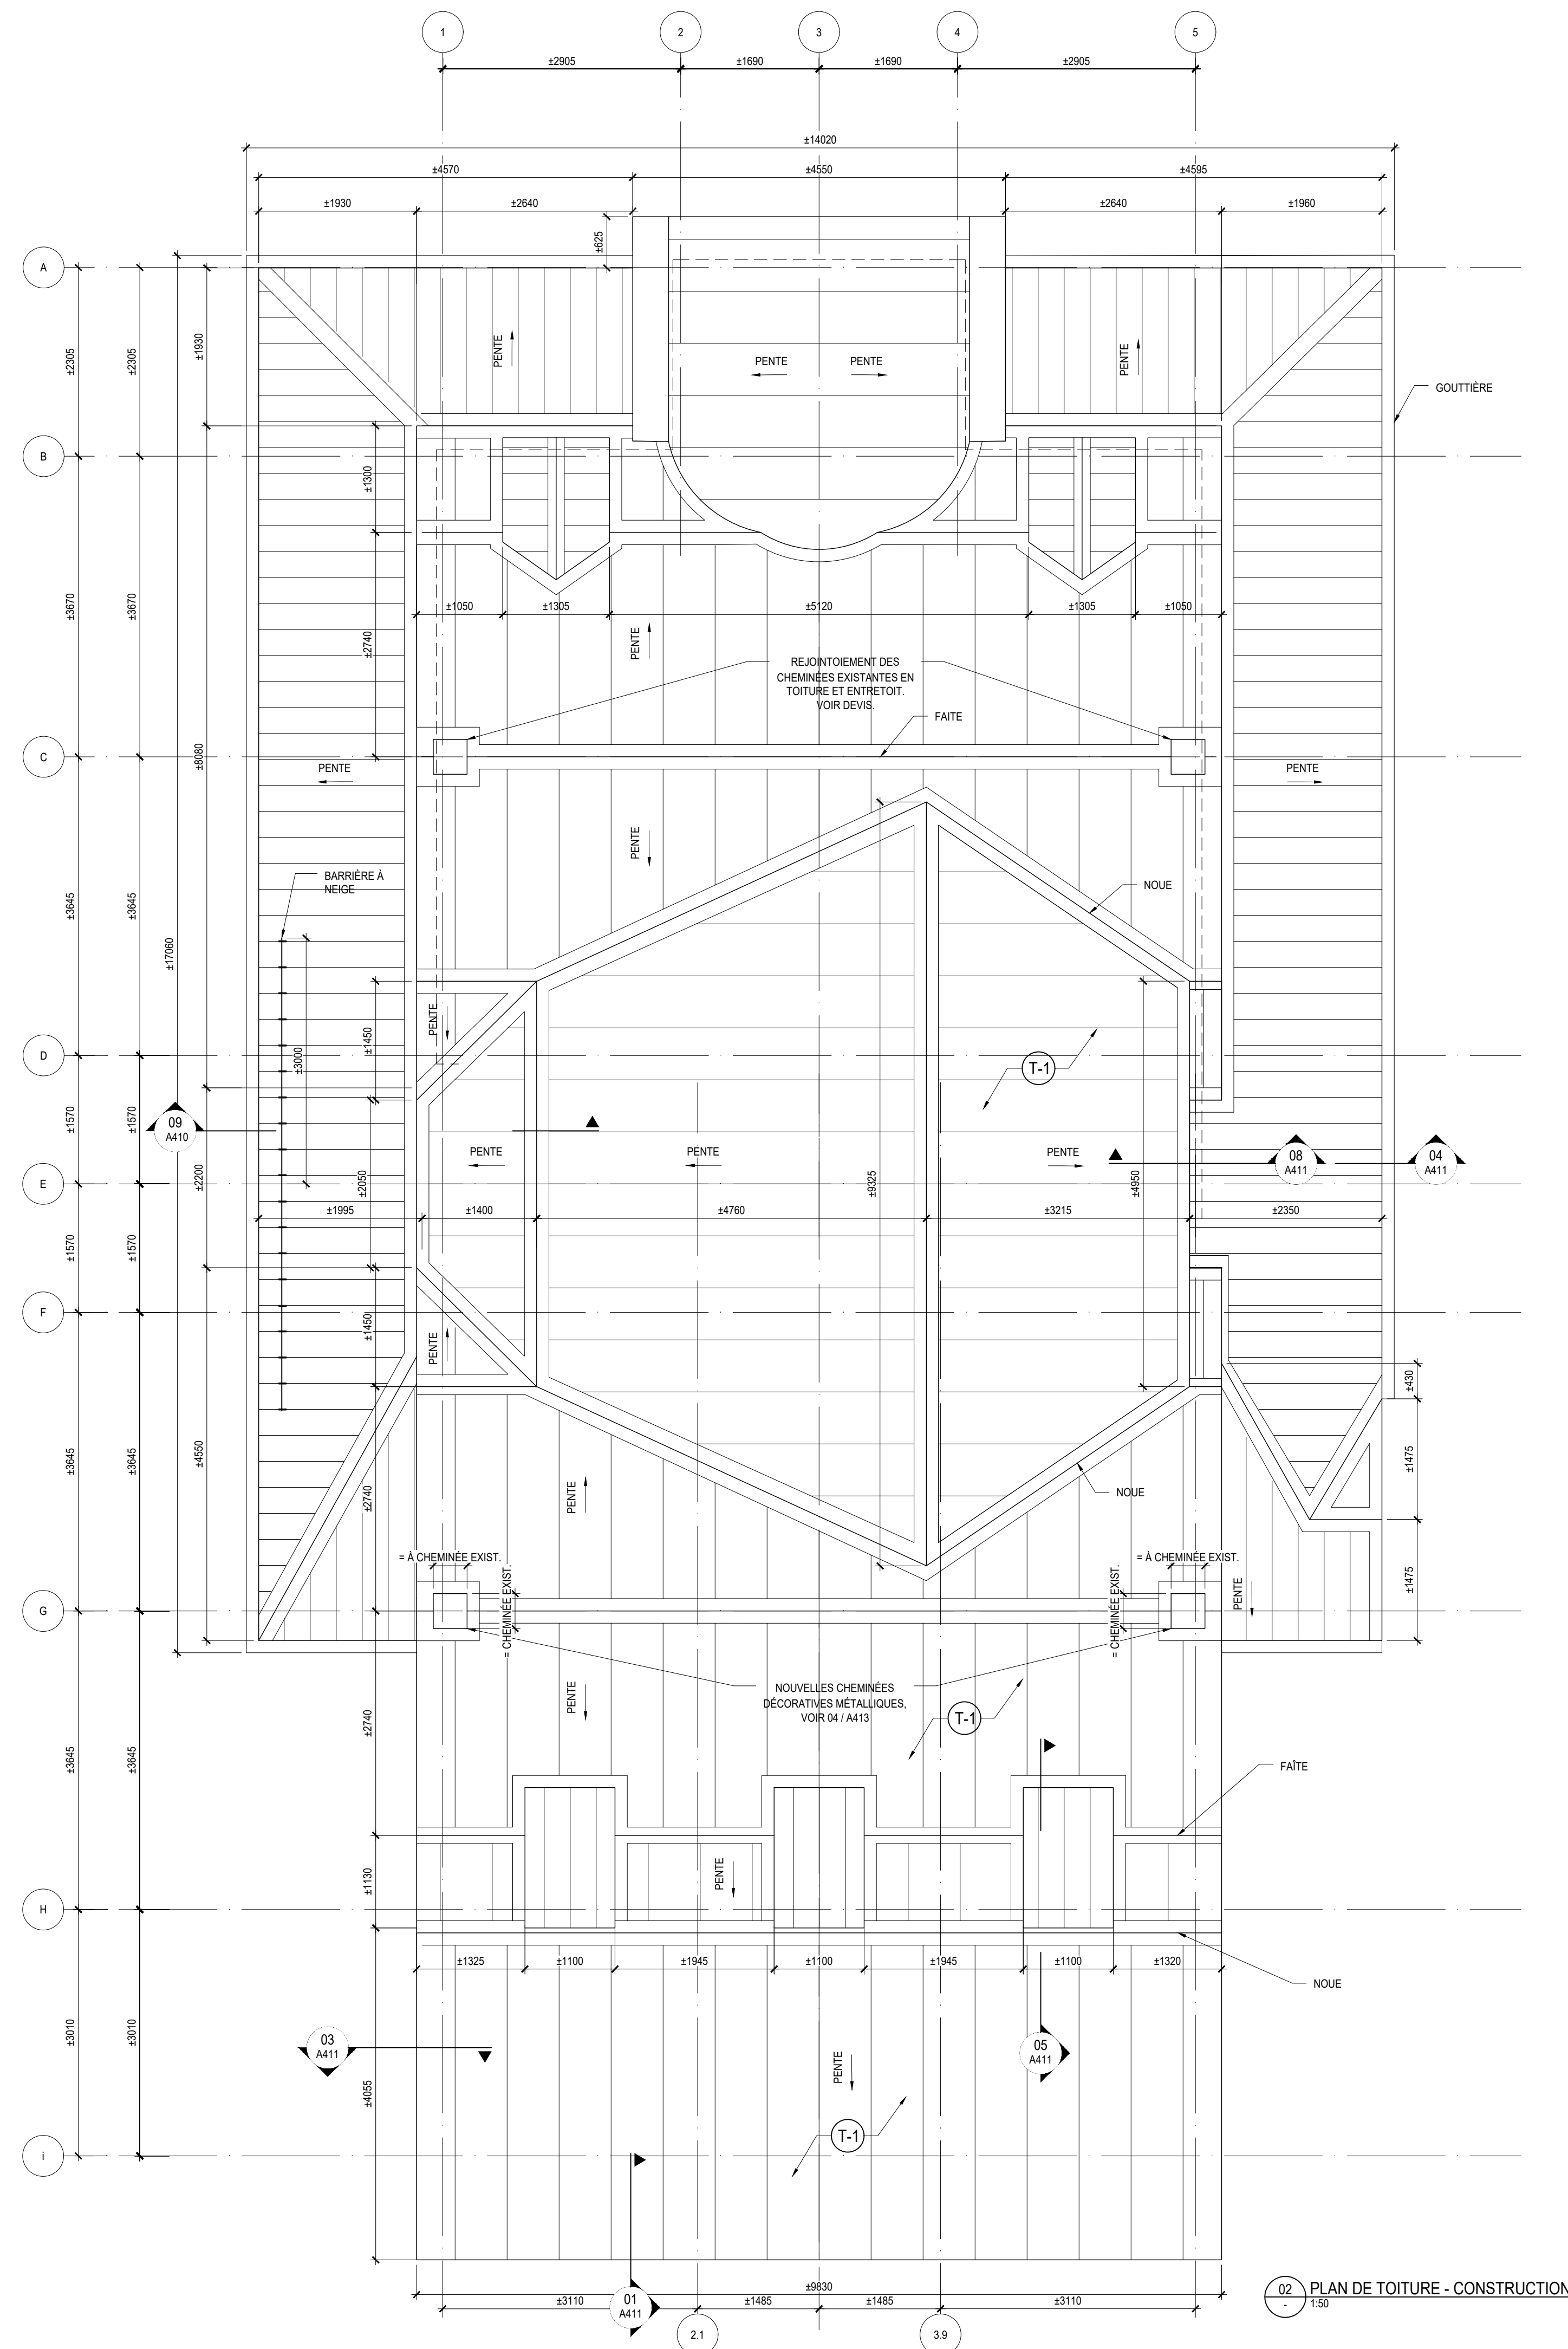 1
2
3
4
5
±2905
±1690
±1690
±2905
±14020
±4570
±4550
±4595
±1930
±2640
±2640
±1960
±625
A
±2305
±2305
±1930
PENTE
PENTE
PENTE
PENTE
GOUTTIÈRE
B
±1300
±3670
±3670
±2740
±1050
±1305
±5120
±1305
±1050
PENTE
REJOINTOIEMENT DES
CHEMINÉES EXISTANTES EN
TOITURE ET ENTRETOIT.
VOIR DEVIS.
FAITE
C
±8080
PENTE
PENTE
PENTE
BARRIÈRE À
NEIGE
NOUE
±3645
±3645
±17060
PENTE
±1450
±3000
D
T-1
±1570
±1570
09
A410
±2200
±2050
PENTE
PENTE
PENTE
±9325
±4950
08
A411
04
A411
E
±1995
±1400
±4760
±3215
±2350
±1570
±1570
F
±1450
PENTE
±430
±3645
±3645
±4550
±2740
PENTE
NOUE
±1475
= À CHEMINÉE EXIST.
= CHEMINÉE EXIST.
= À CHEMINÉE EXIST.
= CHEMINÉE EXIST.
PENTE
±1475
G
PENTE
NOUVELLES CHEMINÉES
DÉCORATIVES MÉTALLIQUES,
VOIR 04 / A413
T-1
±3645
±3645
±2740
FAÎTE
±1130
PENTE
H
±1325
±1100
±1945
±1100
±1945
±1100
±1320
NOUE
±3010
±3010
03
A411
05
A411
±4055
PENTE
T-1
i
±9830
±3110
01
A411
±1485
±1485
±3110
2.1
3.9
02
-
PLAN DE TOITURE - CONSTRUCTION
1:50